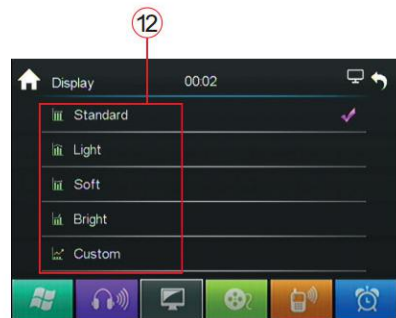 12
Display 00:02
Standard
Light
Soft
Bright
Custom